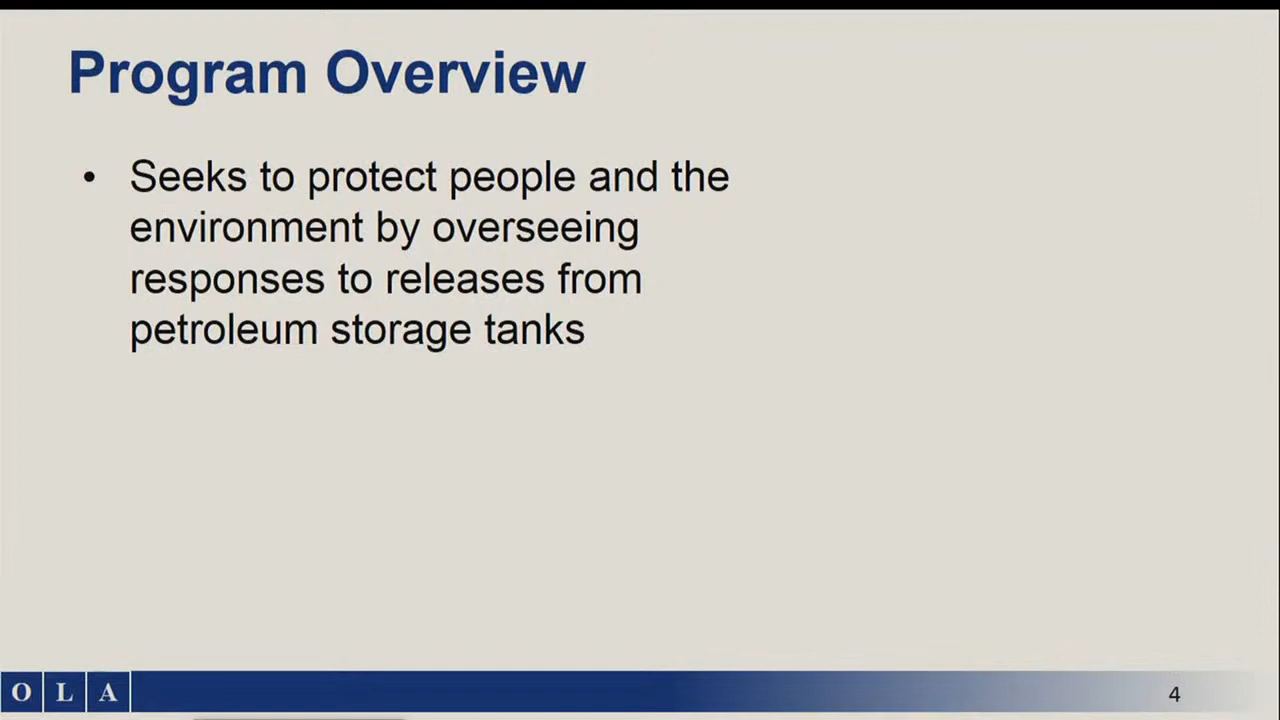 Program Overview
• Seeks to protect people and the
environment by overseeing
responses to releases from
petroleum storage tanks
O L A
4